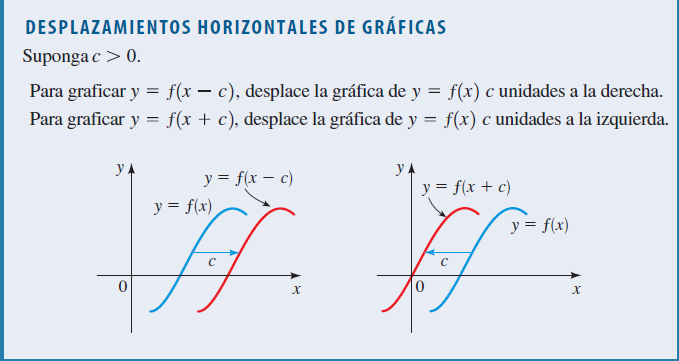 DESPLAZAMIENTOS HORIZONTALES DE GRÁFICAS
Suponga c > 0.
Para graficar y = f(x − c), desplace la gráfica de y = f(x) c unidades a la derecha.
Para graficar y = f(x + c), desplace la gráfica de y = f(x) c unidades a la izquierda.
y
y = f(x − c)
y = f(x)
c
0
x
y
y = f(x + c)
y = f(x)
c
0
x